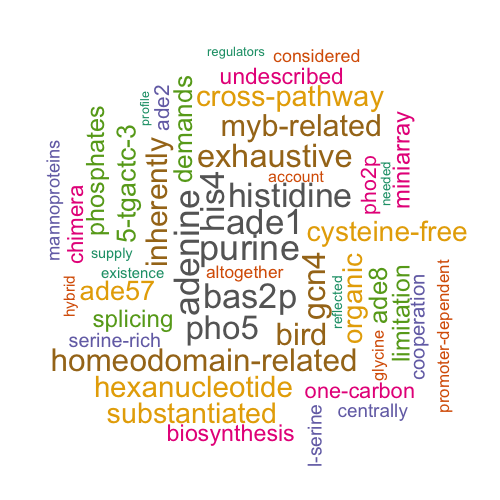 regulators
considered
undescribed
cross-pathway
profile
ade2
demands
myb-related
phosphates
5-tgactc-3
inherently
exhaustive
mannoproteins
chimera
account
pho2p
needed
miniarray
his4
histidine
adenine
ade1
cysteine-free
purine
supply
existence
altogether
hybrid
ade57
bas2p
gcn4
reflected
organic
ade8
limitation
cooperation
promoter-dependent
splicing
pho5
bird
serine-rich
glycine
homeodomain-related
hexanucleotide
one-carbon
substantiated
l-serine
centrally
biosynthesis